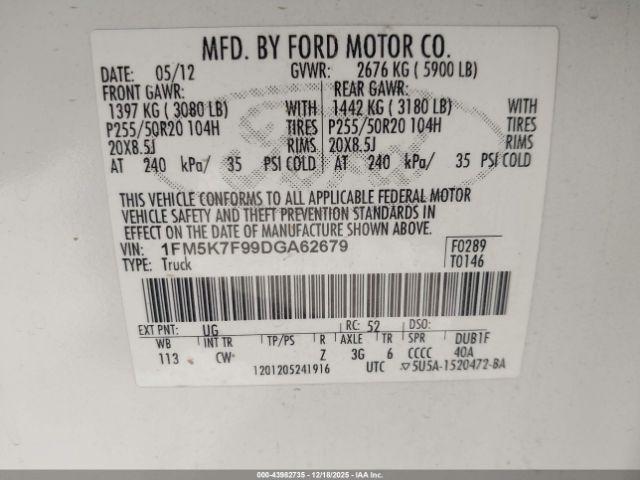 MFD. BY FORD MOTOR CO.
DATE: 05/12 GVWR: 2676 KG ( 5900 LB)
FRONT GAWR: REAR GAWR:
1397 KG ( 3080 LB) WITH 1442 KG ( 3180 LB) WITH
P255/50R20 104H TIRES P255/50R20 104H TIRES
20X8.5J RIMS 20X8.5J RIMS
AT 240 kPa/ 35 PSI COLD AT 240 kPa/ 35 PSI COLD
THIS VEHICLE CONFORMS TO ALL APPLICABLE FEDERAL MOTOR
VEHICLE SAFETY AND THEFT PREVENTION STANDARDS IN
EFFECT ON THE DATE OF MANUFACTURE SHOWN ABOVE.
VIN: 1FM5K7F99DGA62679 F0289
TYPE: Truck T0146
EXT PNT: UG RC: 52 DSO:
WB INT TR TP/PS R AXLE TR SPR DUB1F
113 CW Z 3G 6 CCCC 40A
1201205241916 UTC 5U5A-1520472-BA
000-43982735 - 12/18/2025 - IAAI.COM